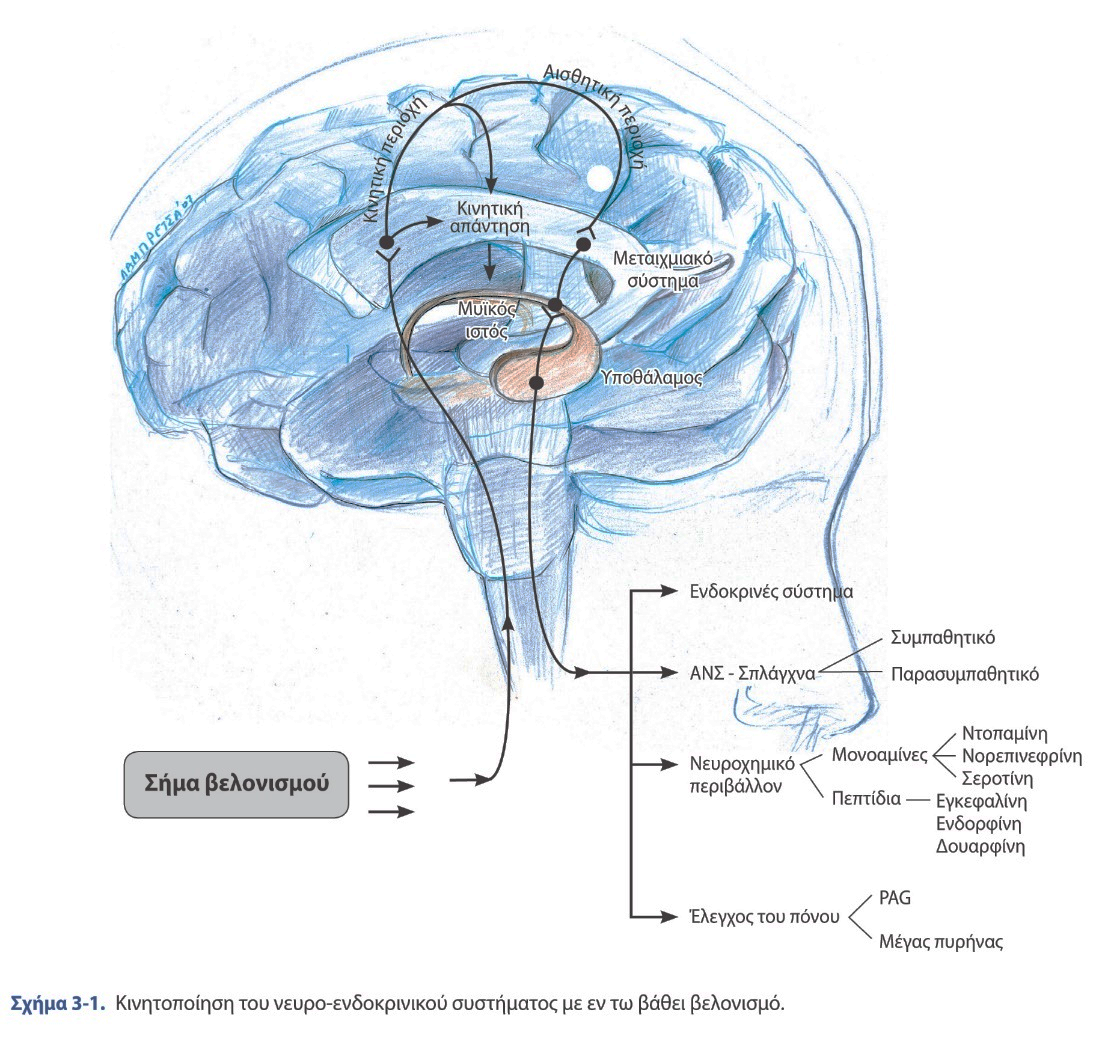 Αισθητική περιοχή
Κινητική περιοχή
ΛΑΜΠΡΕΤΣΑ '07
Κινητική
απάντηση
Μεταιχμιακό
σύστημα
Μυϊκός
ιστός
Υποθάλαμος
Ενδοκρινές σύστημα
Συμπαθητικό
ΑΝΣ - Σπλάγχνα
Παρασυμπαθητικό
Σήμα βελονισμού
Νευροχημικό
περιβάλλον
Μονοαμίνες
Ντοπαμίνη
Νορεπινεφρίνη
Σεροτίνη
Πεπτίδια
Εγκεφαλίνη
Ενδορφίνη
Δουαρφίνη
Έλεγχος του πόνου
PAG
Μέγας πυρήνας
Σχήμα 3-1. Κινητοποίηση του νευρο-ενδοκρινικού συστήματος με εν τω βάθει βελονισμό.